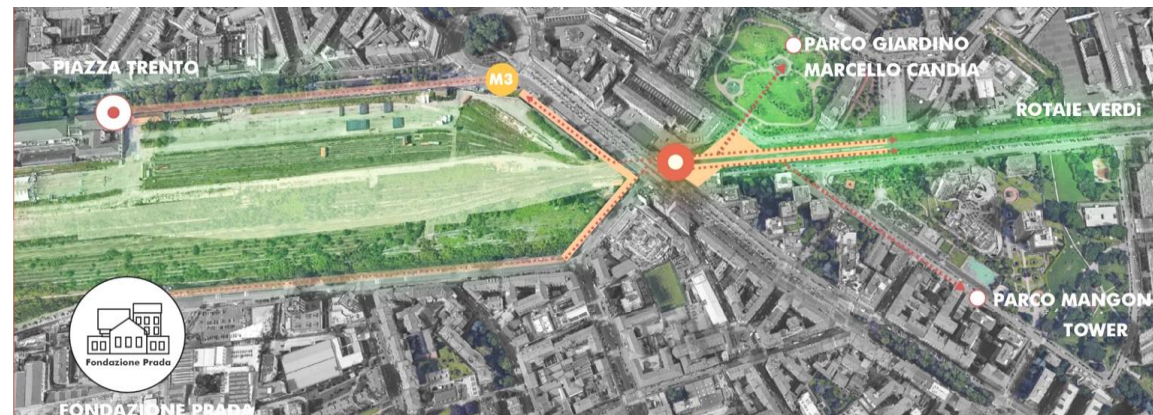 PIAZZA TRENTO
M3
PARCO GIARDINO
MARCELLO CANDIA
ROTAIE VERDi
PARCO MANGON
TOWER
Fondazione Prada
FONDAZIONE PRADA